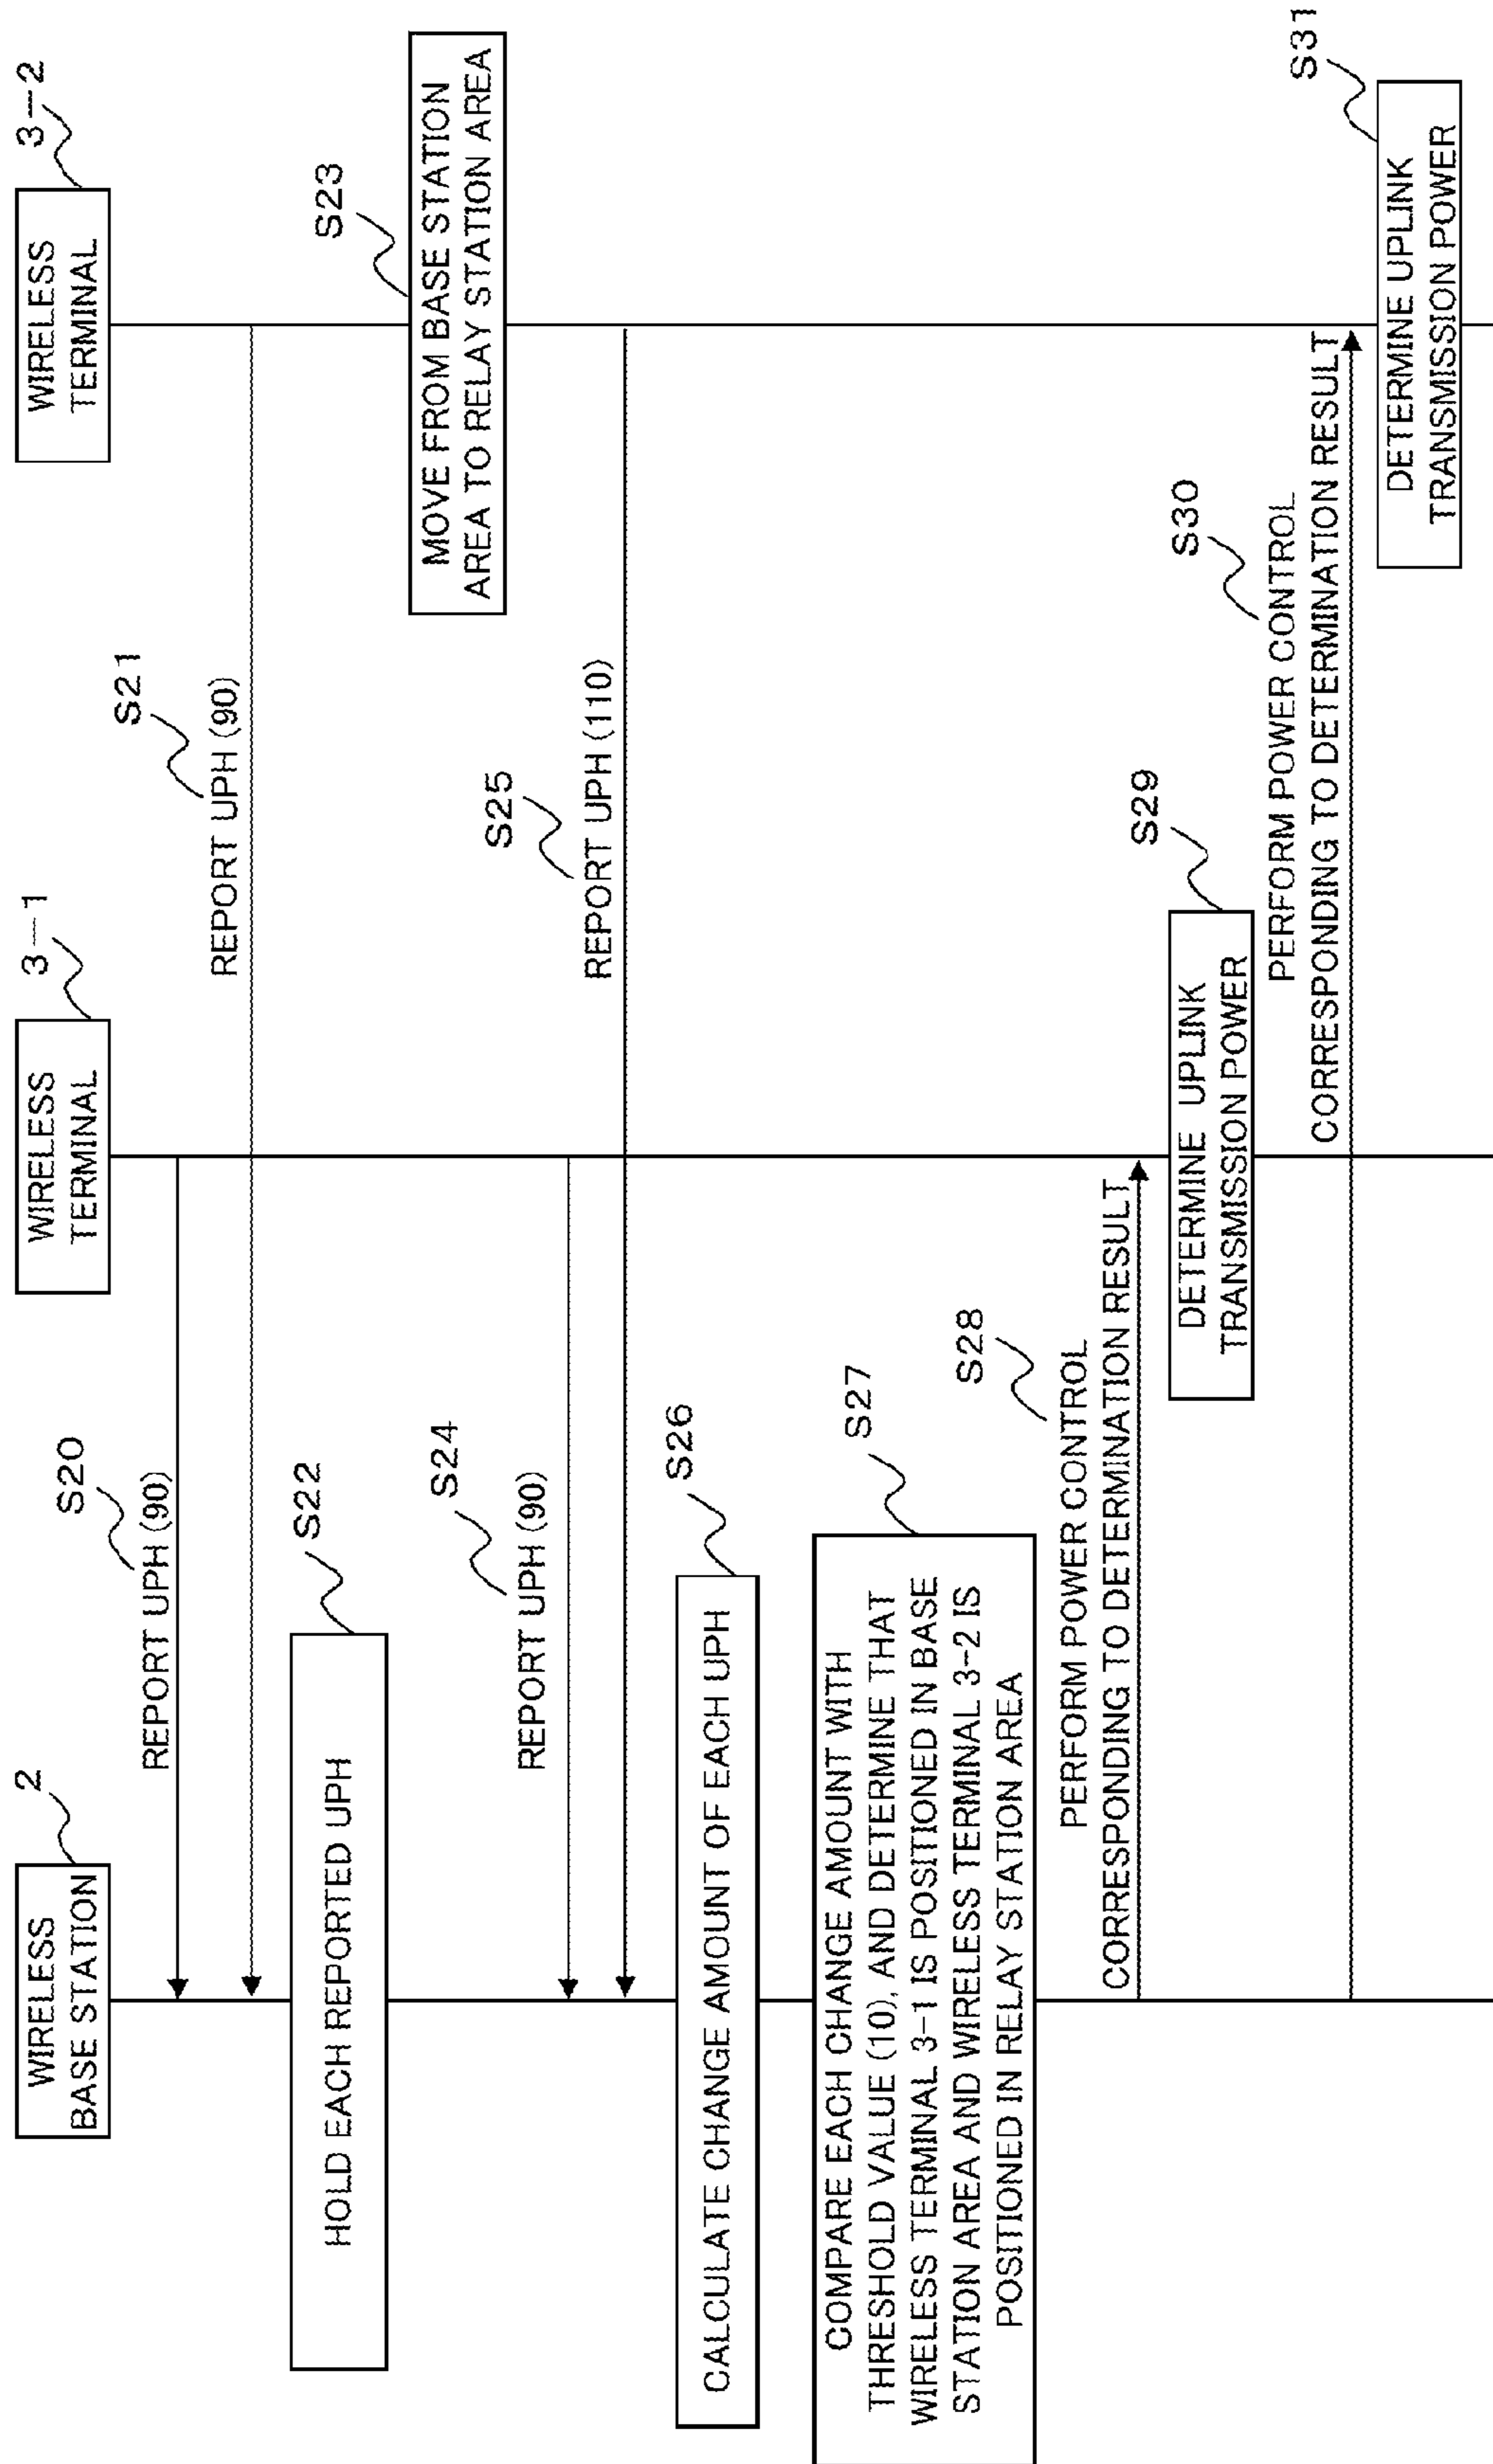 WIRELESS
BASE STATION
2
WIRELESS
TERMINAL
3-1
WIRELESS
TERMINAL
3-2
S20
REPORT UPH (90)
S21
REPORT UPH (90)
S22
HOLD EACH REPORTED UPH
S23
MOVE FROM BASE STATION
AREA TO RELAY STATION AREA
S24
REPORT UPH (90)
S25
REPORT UPH (110)
S26
CALCULATE CHANGE AMOUNT OF EACH UPH
S27
COMPARE EACH CHANGE AMOUNT WITH
THRESHOLD VALUE (10), AND DETERMINE THAT
WIRELESS TERMINAL 3-1 IS POSITIONED IN BASE
STATION AREA AND WIRELESS TERMINAL 3-2 IS
POSITIONED IN RELAY STATION AREA
S28
PERFORM POWER CONTROL
CORRESPONDING TO DETERMINATION RESULT
S29
DETERMINE UPLINK
TRANSMISSION POWER
S30
PERFORM POWER CONTROL
CORRESPONDING TO DETERMINATION RESULT
S31
DETERMINE UPLINK
TRANSMISSION POWER